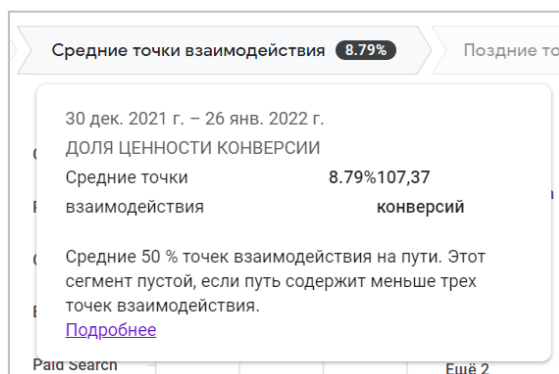 Средние точки взаимодействия 8.79% Поздние то
30 дек. 2021 г. – 26 янв. 2022 г.
ДОЛЯ ЦЕННОСТИ КОНВЕРСИИ
Средние точки 8.79%107,37
взаимодействия конверсий
Средние 50 % точек взаимодействия на пути. Этот
сегмент пустой, если путь содержит меньше трех
точек взаимодействия.
Подробнее
Paid Search Ещё 2